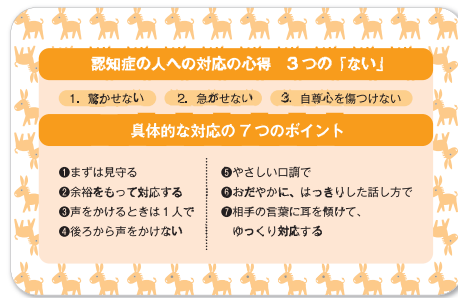 認知症の人への対応の心得 3つの「ない」
1. 驚かせない 2. 急がせない 3. 自尊心を傷つけない
具体的な対応の7つのポイント
❶まずは見守る
❷余裕をもって対応する
❸声をかけるときは1人で
❹後ろから声をかけない
❺やさしい口調で
❻おだやかに、はっきりした話し方で
❼相手の言葉に耳を傾けて、
ゆっくり対応する